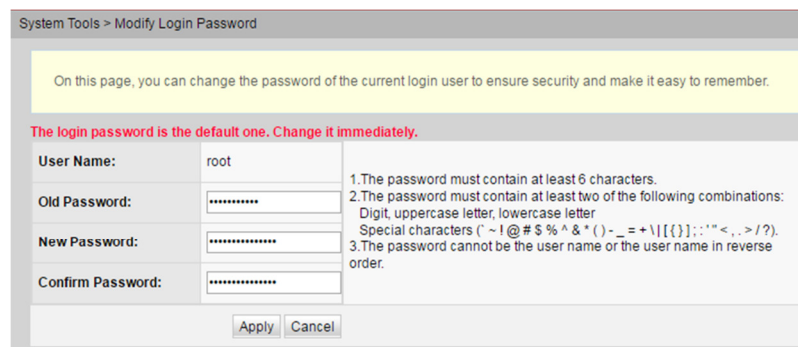 System Tools > Modify Login Password
On this page, you can change the password of the current login user to ensure security and make it easy to remember.
The login password is the default one. Change it immediately.
User Name:
root
Old Password:
•••••••••••
New Password:
•••••••••••••••
Confirm Password:
•••••••••••••••
1.The password must contain at least 6 characters.
2.The password must contain at least two of the following combinations:
Digit, uppercase letter, lowercase letter
Special characters (` ~ ! @ # $ % ^ & * ( ) - _ = + \ | [ { } ] ; : ' " < , . > / ?).
3.The password cannot be the user name or the user name in reverse
order.
Apply
Cancel